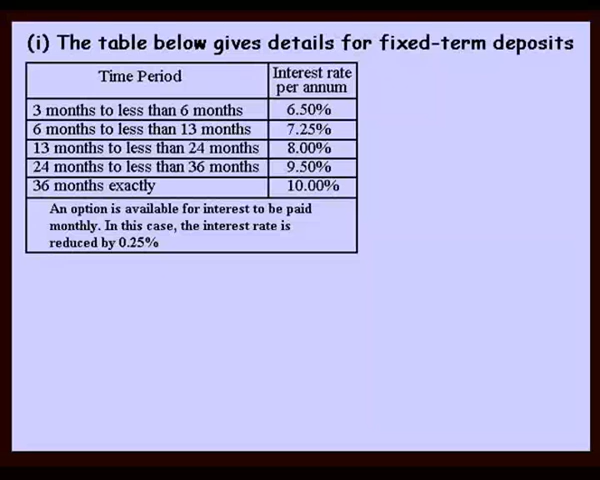 (i) The table below gives details for fixed-term deposits
Time Period Interest rate per annum
3 months to less than 6 months 6.50%
6 months to less than 13 months 7.25%
13 months to less than 24 months 8.00%
24 months to less than 36 months 9.50%
36 months exactly 10.00%
An option is available for interest to be paid
monthly. In this case, the interest rate is
reduced by 0.25%